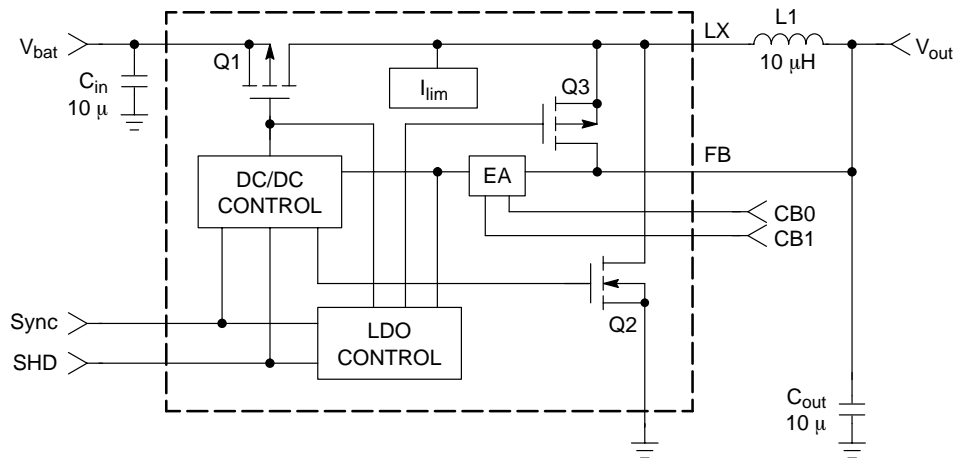 LX
L1
10 μH
V_bat
V_out
Q1
C_in
10 μ
I_lim
Q3
FB
DC/DC
CONTROL
EA
CB0
CB1
Sync
SHD
LDO
CONTROL
Q2
C_out
10 μ